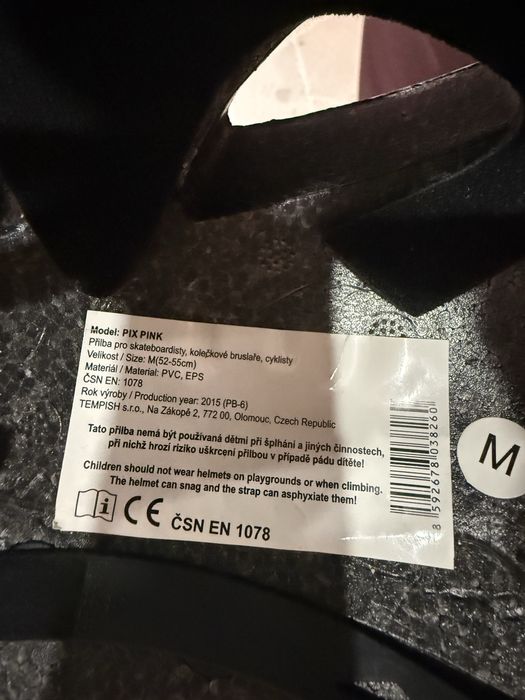 Model: PIX PINK
Přilba pro skateboardisty, kolečkové bruslaře, cyklisty
Velikost / Size: M(52-55cm)
Materiál / Material: PVC, EPS
ČSN EN: 1078
Rok výroby / Production year: 2015 (PB-6)
TEMPISH s.r.o., Na Zákopě 2, 772 00, Olomouc, Czech Republic
Tato přilba nemá být používaná dětmi při šplhání a jiných činnostech,
při nichž hrozí riziko uškrcení přilbou v případě pádu dítěte!
Children should not wear helmets on playgrounds or when climbing.
The helmet can snag and the strap can asphyxiate them!
i CE ČSN EN 1078
8 592678 038260
M